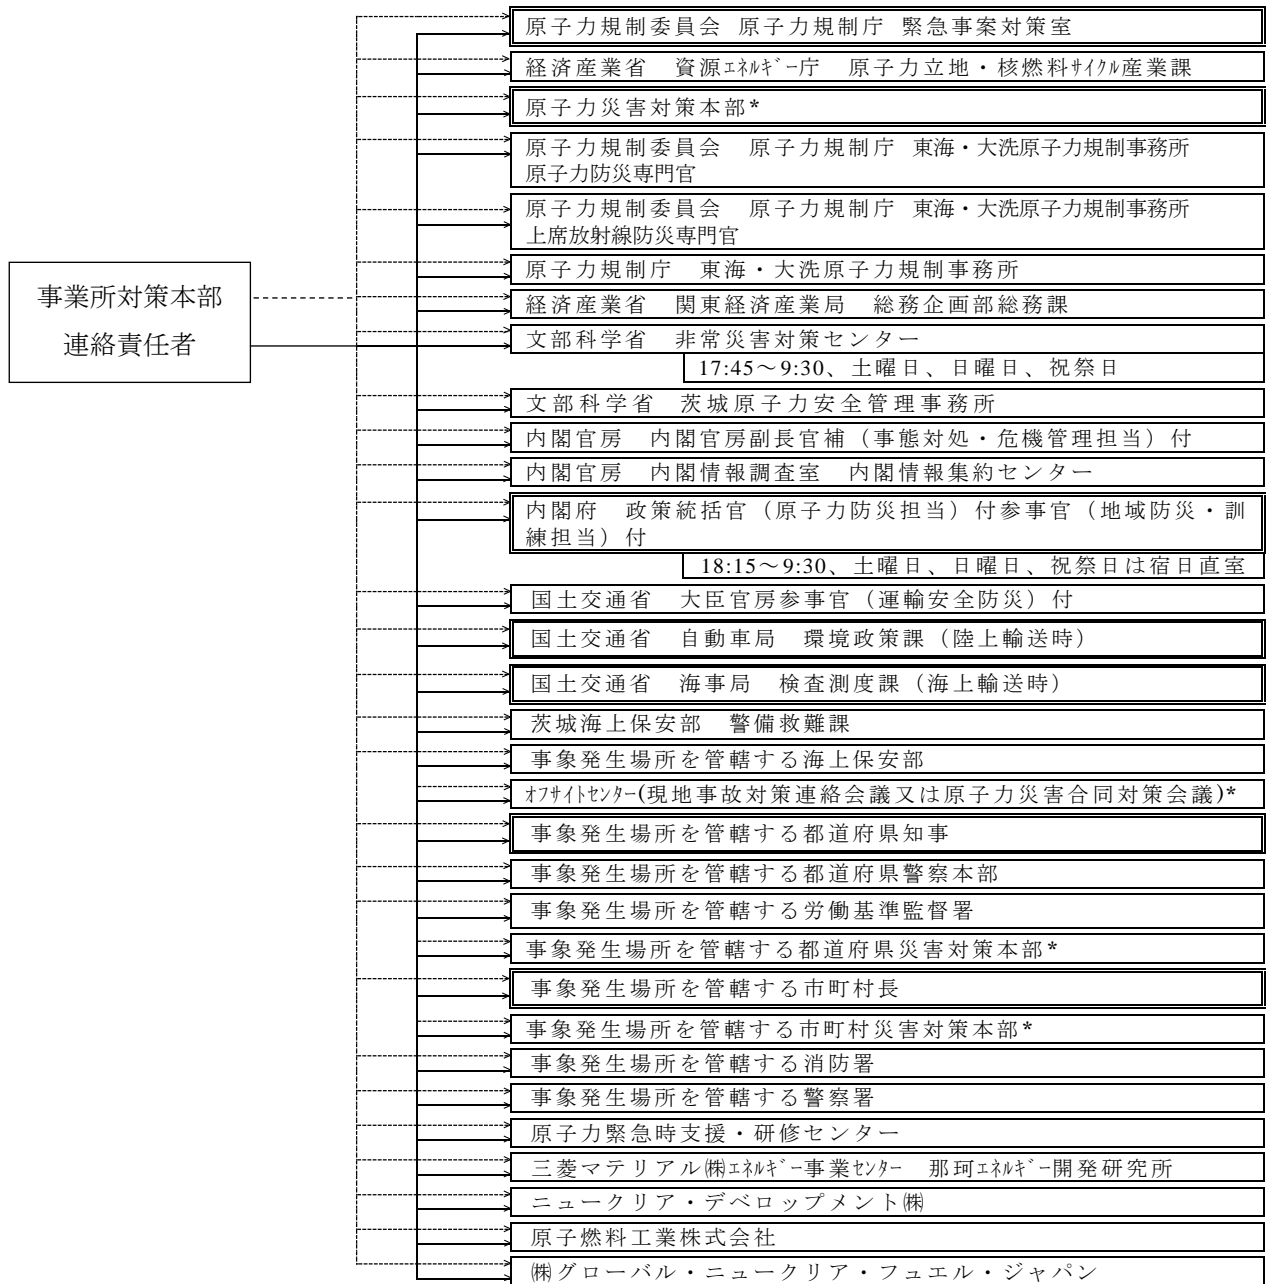 原子力規制委員会 原子力規制庁 緊急事案対策室
経済産業省 資源ｴﾈﾙｷﾞｰ庁 原子力立地・核燃料ｻｲｸﾙ産業課
原子力災害対策本部*
原子力規制委員会 原子力規制庁 東海・大洗原子力規制事務所
原子力防災専門官
原子力規制委員会 原子力規制庁 東海・大洗原子力規制事務所
上席放射線防災専門官
原子力規制庁 東海・大洗原子力規制事務所
事業所対策本部
連絡責任者
経済産業省 関東経済産業局 総務企画部総務課
文部科学省 非常災害対策センター
17:45～9:30、土曜日、日曜日、祝祭日
文部科学省 茨城原子力安全管理事務所
内閣官房 内閣官房副長官補（事態対処・危機管理担当）付
内閣官房 内閣情報調査室 内閣情報集約センター
内閣府 政策統括官（原子力防災担当）付参事官（地域防災・訓
練担当）付
18:15～9:30、土曜日、日曜日、祝祭日は宿日直室
国土交通省 大臣官房参事官（運輸安全防災）付
国土交通省 自動車局 環境政策課（陸上輸送時）
国土交通省 海事局 検査測度課（海上輸送時）
茨城海上保安部 警備救難課
事象発生場所を管轄する海上保安部
ｵﾌｻｲﾄｾﾝﾀｰ(現地事故対策連絡会議又は原子力災害合同対策会議)*
事象発生場所を管轄する都道府県知事
事象発生場所を管轄する都道府県警察本部
事象発生場所を管轄する労働基準監督署
事象発生場所を管轄する都道府県災害対策本部*
事象発生場所を管轄する市町村長
事象発生場所を管轄する市町村災害対策本部*
事象発生場所を管轄する消防署
事象発生場所を管轄する警察署
原子力緊急時支援・研修センター
三菱マテリアル㈱ｴﾈﾙｷﾞｰ事業ｾﾝﾀｰ 那珂ｴﾈﾙｷﾞｰ開発研究所
ニュークリア・デベロップメント㈱
原子燃料工業株式会社
㈱グローバル・ニュークリア・フュエル・ジャパン